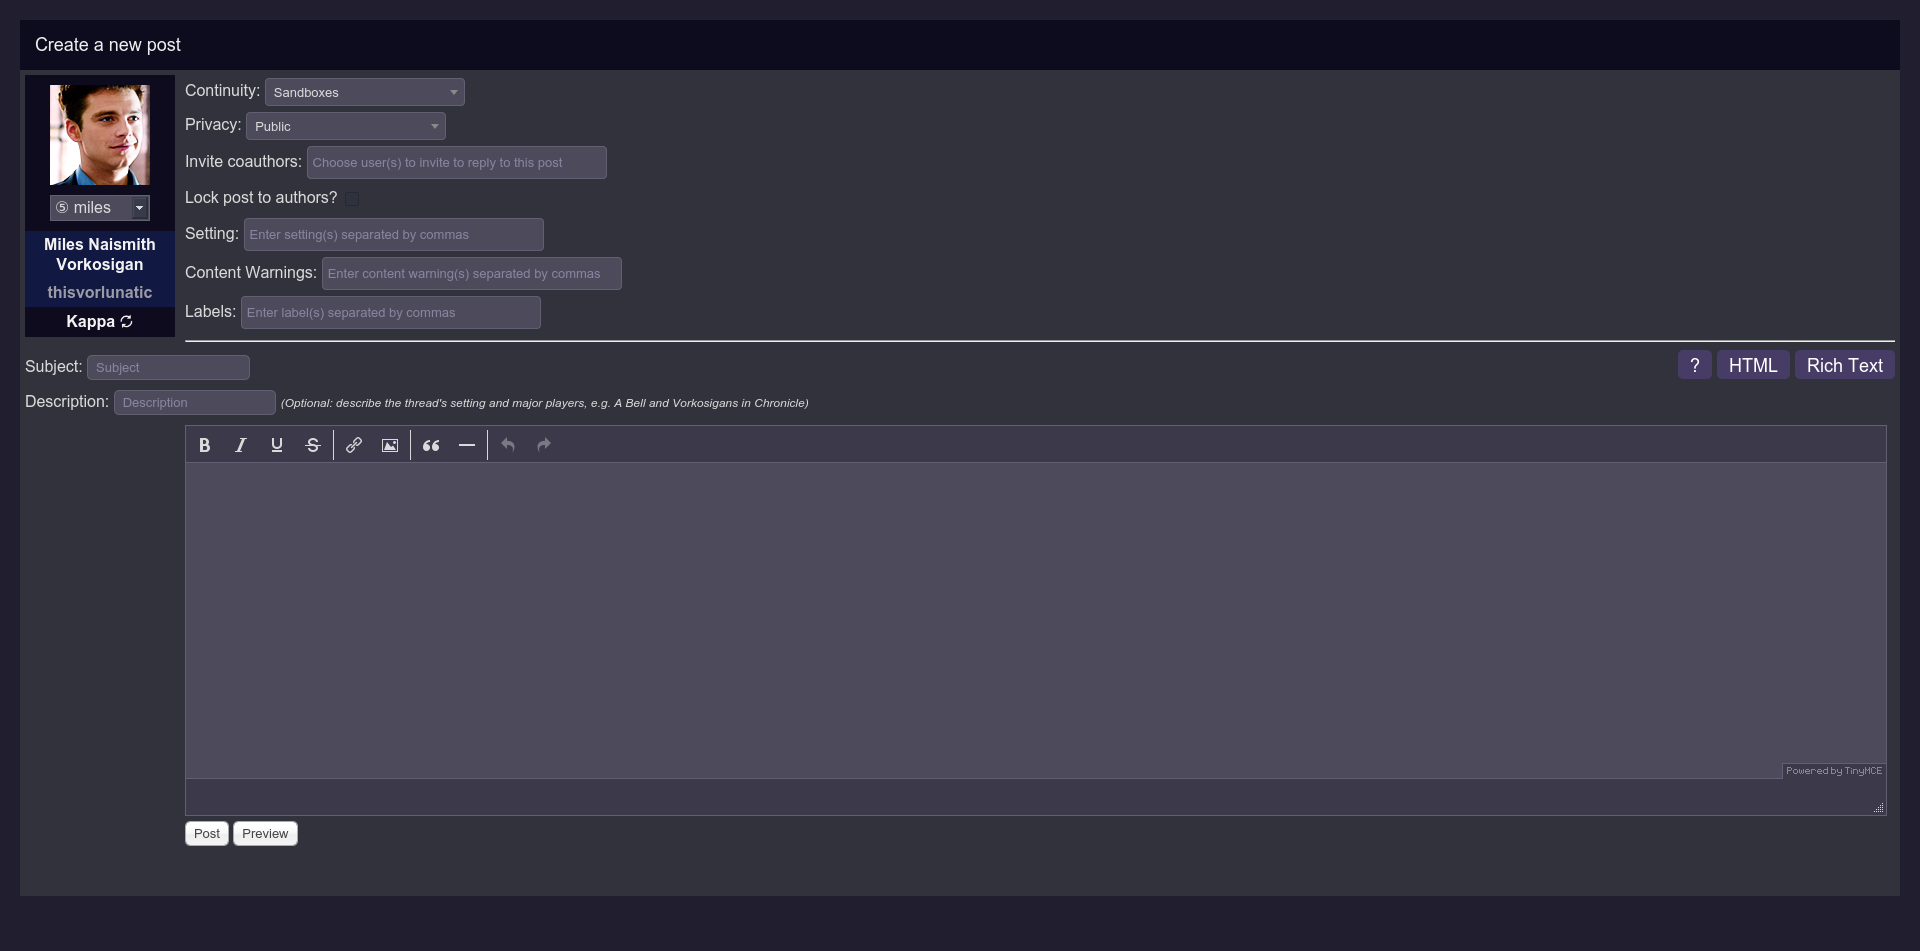 Create a new post
Continuity: Sandboxes
Privacy: Public
Invite coauthors: Choose user(s) to invite to reply to this post
⑤ miles
Lock post to authors?
Setting: Enter setting(s) separated by commas
Miles Naismith
Vorkosigan
Content Warnings: Enter content warning(s) separated by commas
thisvorlunatic
Labels: Enter label(s) separated by commas
Kappa
Subject: Subject
? HTML Rich Text
Description: Description (Optional: describe the thread's setting and major players, e.g. A Bell and Vorkosigans in Chronicle)
B I U S
Powered by TinyMCE
Post Preview